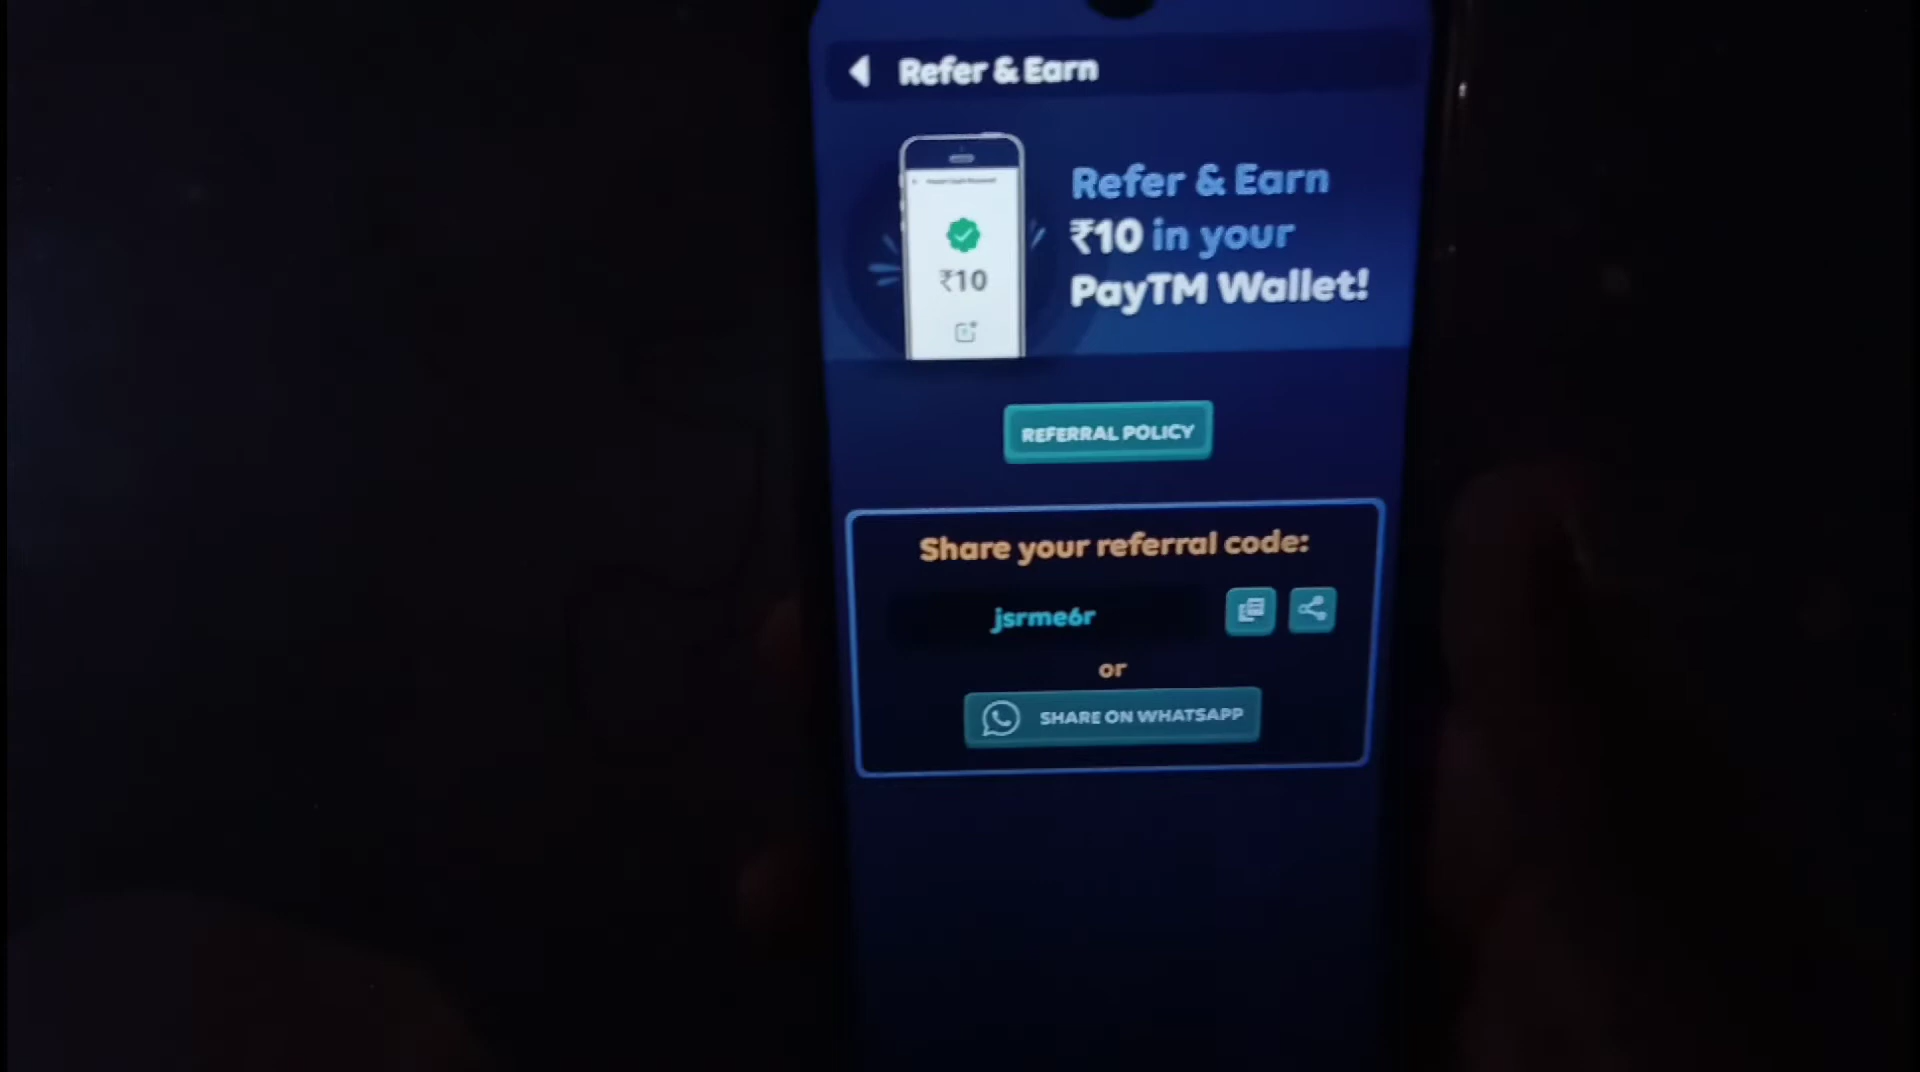 Refer & Earn
Refer & Earn
₹10 in your
PayTM Wallet!
₹10
REFERRAL POLICY
Share your referral code:
jsrme6r
or
SHARE ON WHATSAPP